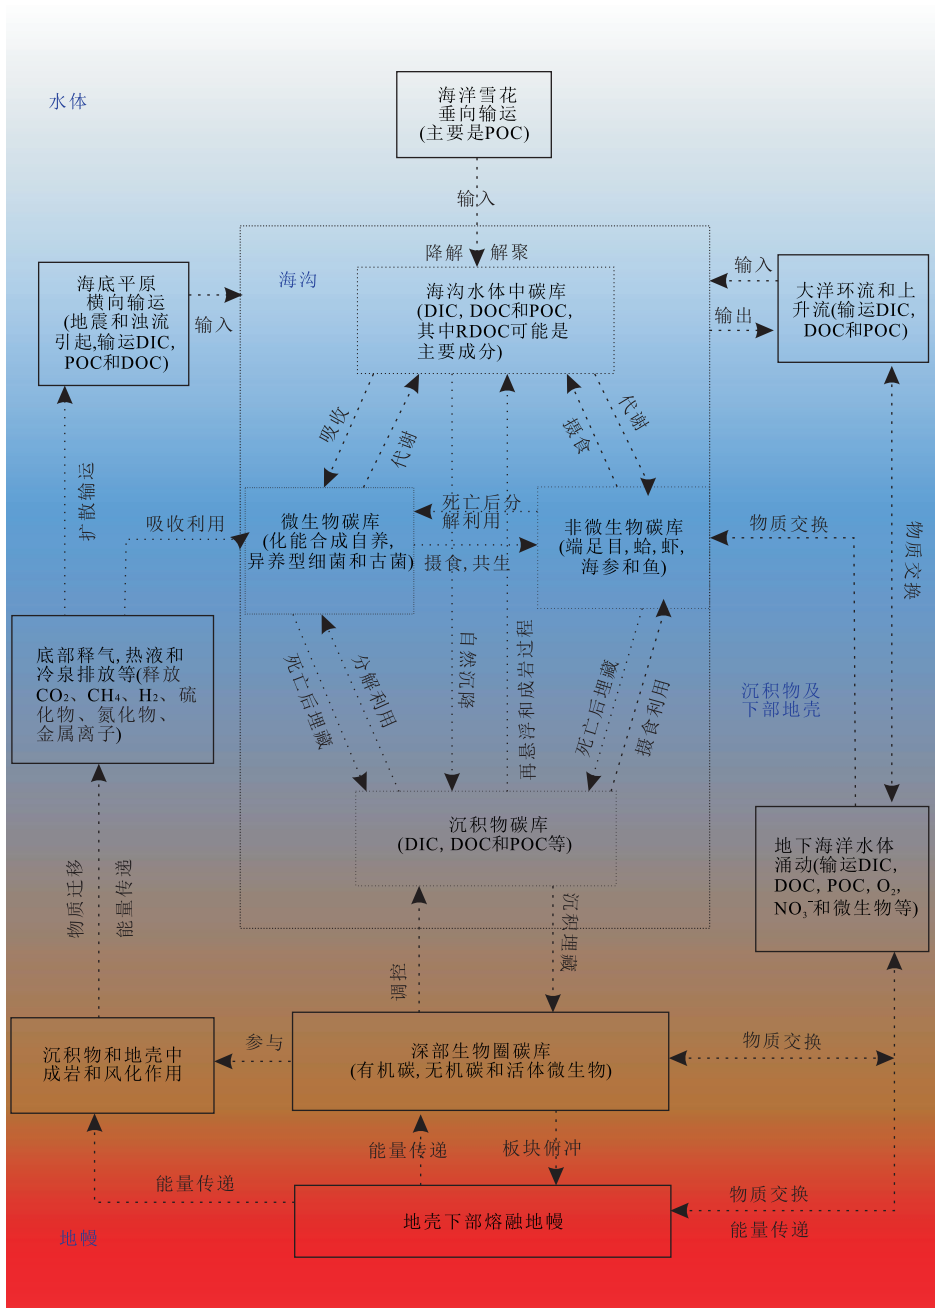 水体
海洋雪花
垂向输运
(主要是POC)
输入
降解
解聚
海沟
海底平原
横向输运
(地震和浊流
引起,输运DIC,
POC和DOC)
输入
海沟水体中碳库
(DIC, DOC和POC,
其中RDOC可能是
主要成分)
输入
输出
大洋环流和上
升流(输运DIC,
DOC和POC)
吸收
代谢
摄食
代谢
扩散输运
吸收利用
微生物碳库
(化能合成自养,
异养型细菌和古菌)
死亡后分
解利用
摄食,共生
非微生物碳库
(端足目,蛤,虾,
海参和鱼)
物质交换
物质交换
底部释气,热液和
冷泉排放等(释放
CO₂、CH₄、H₂、硫
化物、氮化物、
金属离子)
死亡后埋藏
分解利用
自然沉降
再悬浮和成岩过程
死亡后埋藏
摄食利用
沉积物及
下部地壳
沉积物碳库
(DIC, DOC和POC等)
地下海洋水体
涌动(输运DIC,
DOC, POC, O₂,
NO₃⁻和微生物等)
物质迁移
能量传递
调控
沉积埋藏
沉积物和地壳中
成岩和风化作用
参与
深部生物圈碳库
(有机碳,无机碳和活体微生物)
物质交换
能量传递
板块俯冲
能量传递
地壳下部熔融地幔
物质交换
能量传递
地幔